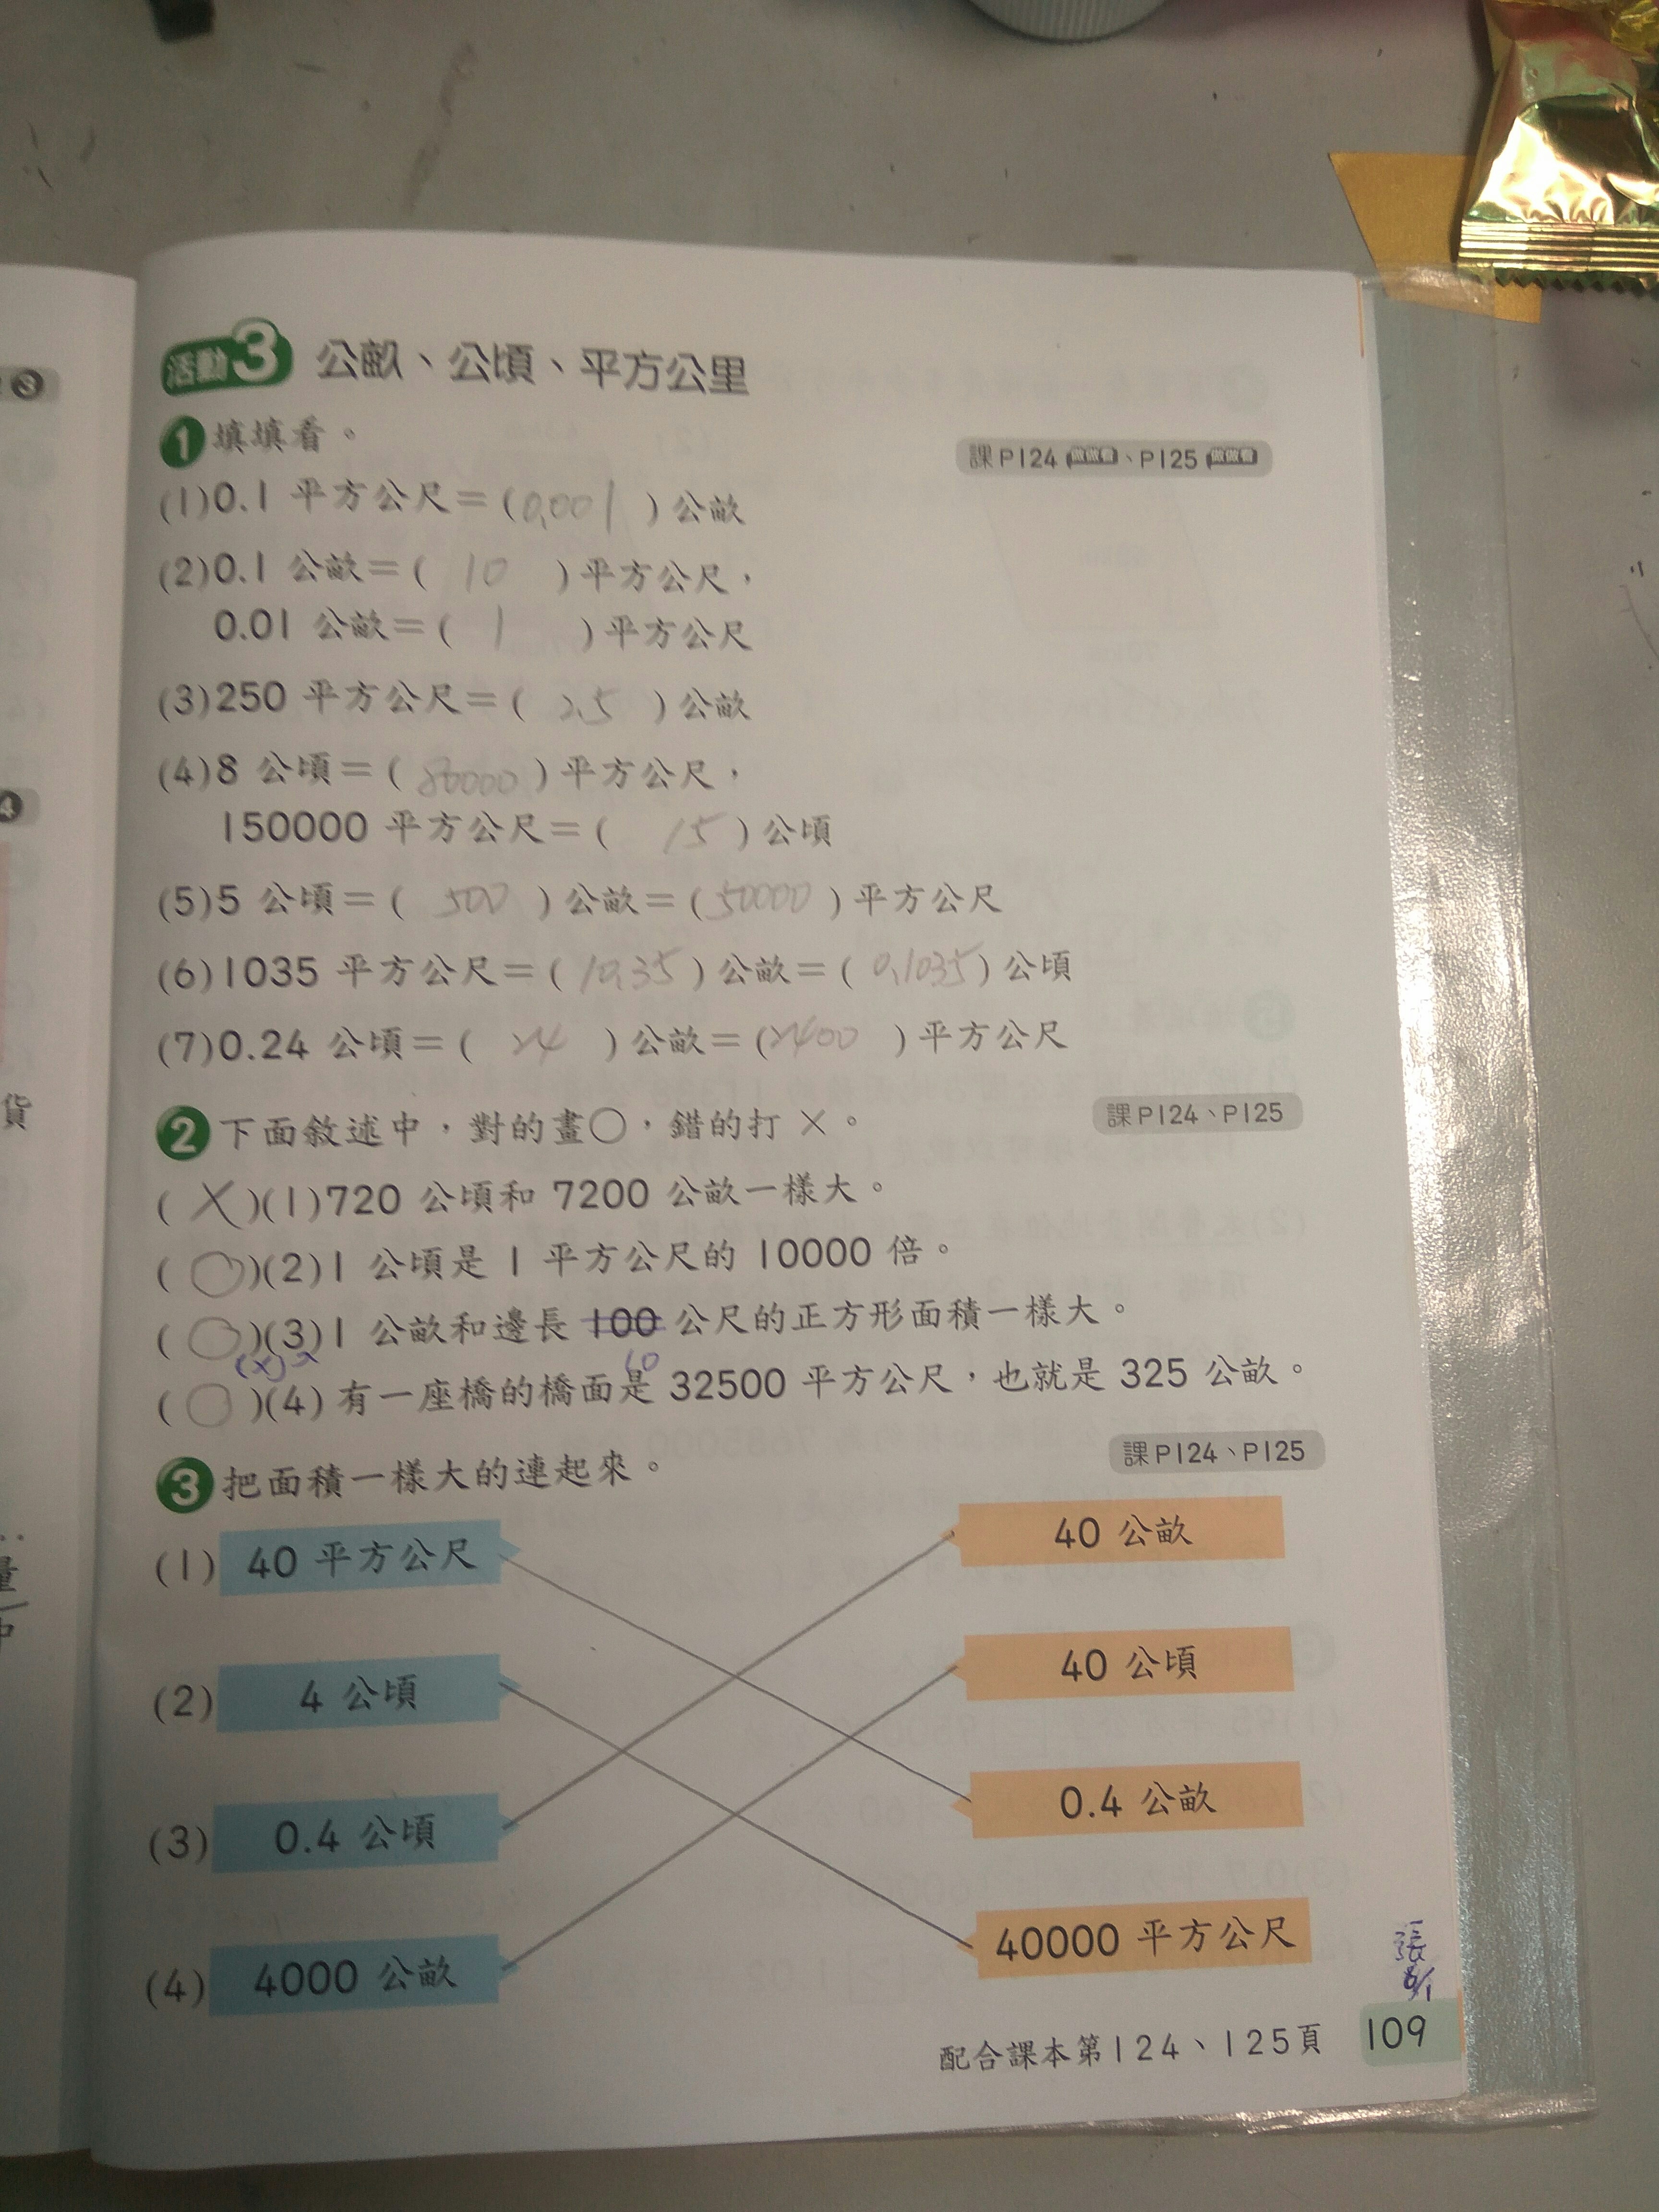 3
4
貨
量
中
活動3 公畝、公頃、平方公里
1 填填看。
課P124 做做看、P125 做做看
(1)0.1 平方公尺=(0.001)公畝
(2)0.1 公畝=( 10 )平方公尺,
0.01 公畝=( 1 )平方公尺
(3)250 平方公尺=( 2.5 )公畝
(4)8 公頃=( 80000 )平方公尺,
150000 平方公尺=( 15 )公頃
(5)5 公頃=( 500 )公畝=( 50000 )平方公尺
(6)1035 平方公尺=( 10.35 )公畝=( 0.1035 )公頃
(7)0.24 公頃=( 24 )公畝=( 2400 )平方公尺
2 下面敘述中,對的畫○,錯的打 ×。
課P124、P125
( × )(1)720 公頃和 7200 公畝一樣大。
( ○ )(2)1 公頃是 1 平方公尺的 10000 倍。
( ○ )(3)1 公畝和邊長 100 公尺的正方形面積一樣大。
(×) 10
( ○ )(4)有一座橋的橋面是 32500 平方公尺,也就是 325 公畝。
3 把面積一樣大的連起來。
課P124、P125
(1) 40 平方公尺
40 公畝
(2) 4 公頃
40 公頃
(3) 0.4 公頃
0.4 公畝
(4) 4000 公畝
40000 平方公尺
張
配合課本第124、125頁 109